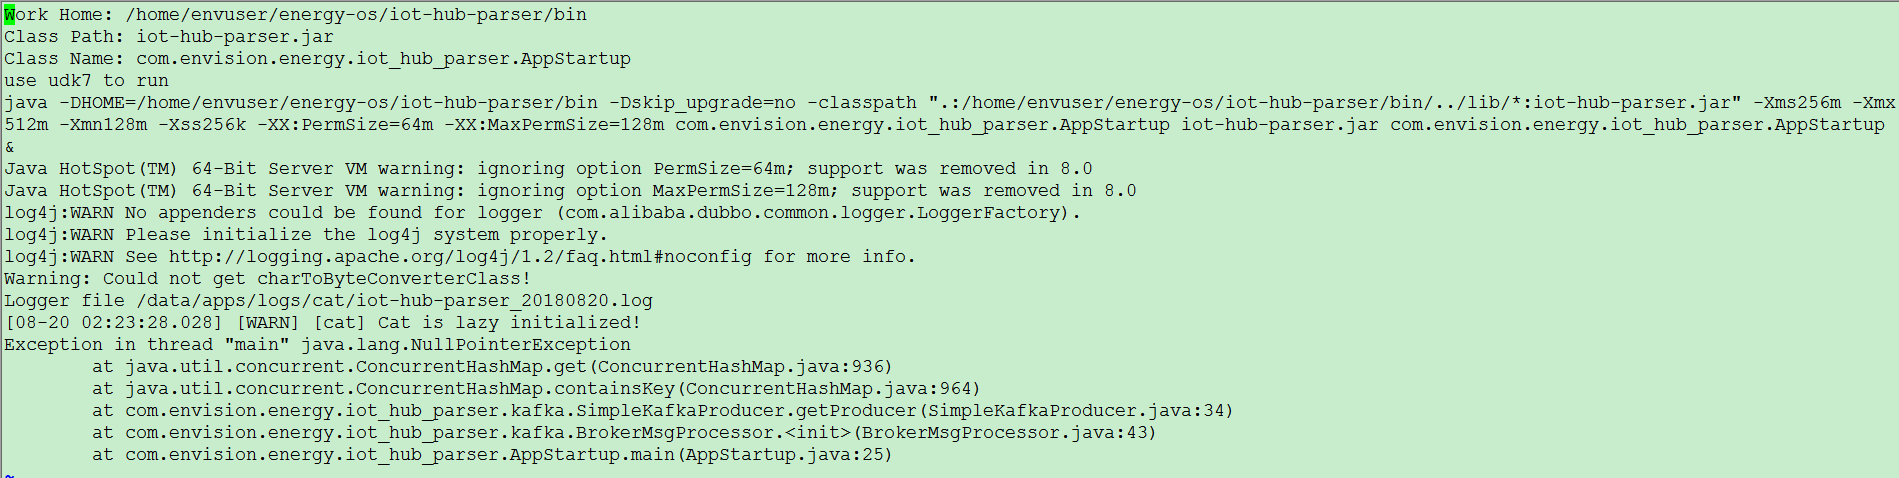 Work Home: /home/envuser/energy-os/iot-hub-parser/bin
Class Path: iot-hub-parser.jar
Class Name: com.envision.energy.iot_hub_parser.AppStartup
use udk7 to run
java -DHOME=/home/envuser/energy-os/iot-hub-parser/bin -Dskip_upgrade=no -classpath ".:/home/envuser/energy-os/iot-hub-parser/bin/../lib/*:iot-hub-parser.jar" -Xms256m -Xmx
512m -Xmn128m -Xss256k -XX:PermSize=64m -XX:MaxPermSize=128m com.envision.energy.iot_hub_parser.AppStartup iot-hub-parser.jar com.envision.energy.iot_hub_parser.AppStartup
&
Java HotSpot(TM) 64-Bit Server VM warning: ignoring option PermSize=64m; support was removed in 8.0
Java HotSpot(TM) 64-Bit Server VM warning: ignoring option MaxPermSize=128m; support was removed in 8.0
log4j:WARN No appenders could be found for logger (com.alibaba.dubbo.common.logger.LoggerFactory).
log4j:WARN Please initialize the log4j system properly.
log4j:WARN See http://logging.apache.org/log4j/1.2/faq.html#noconfig for more info.
Warning: Could not get charToByteConverterClass!
Logger file /data/apps/logs/cat/iot-hub-parser_20180820.log
[08-20 02:23:28.028] [WARN] [cat] Cat is lazy initialized!
Exception in thread "main" java.lang.NullPointerException
        at java.util.concurrent.ConcurrentHashMap.get(ConcurrentHashMap.java:936)
        at java.util.concurrent.ConcurrentHashMap.containsKey(ConcurrentHashMap.java:964)
        at com.envision.energy.iot_hub_parser.kafka.SimpleKafkaProducer.getProducer(SimpleKafkaProducer.java:34)
        at com.envision.energy.iot_hub_parser.kafka.BrokerMsgProcessor.<init>(BrokerMsgProcessor.java:43)
        at com.envision.energy.iot_hub_parser.AppStartup.main(AppStartup.java:25)
~